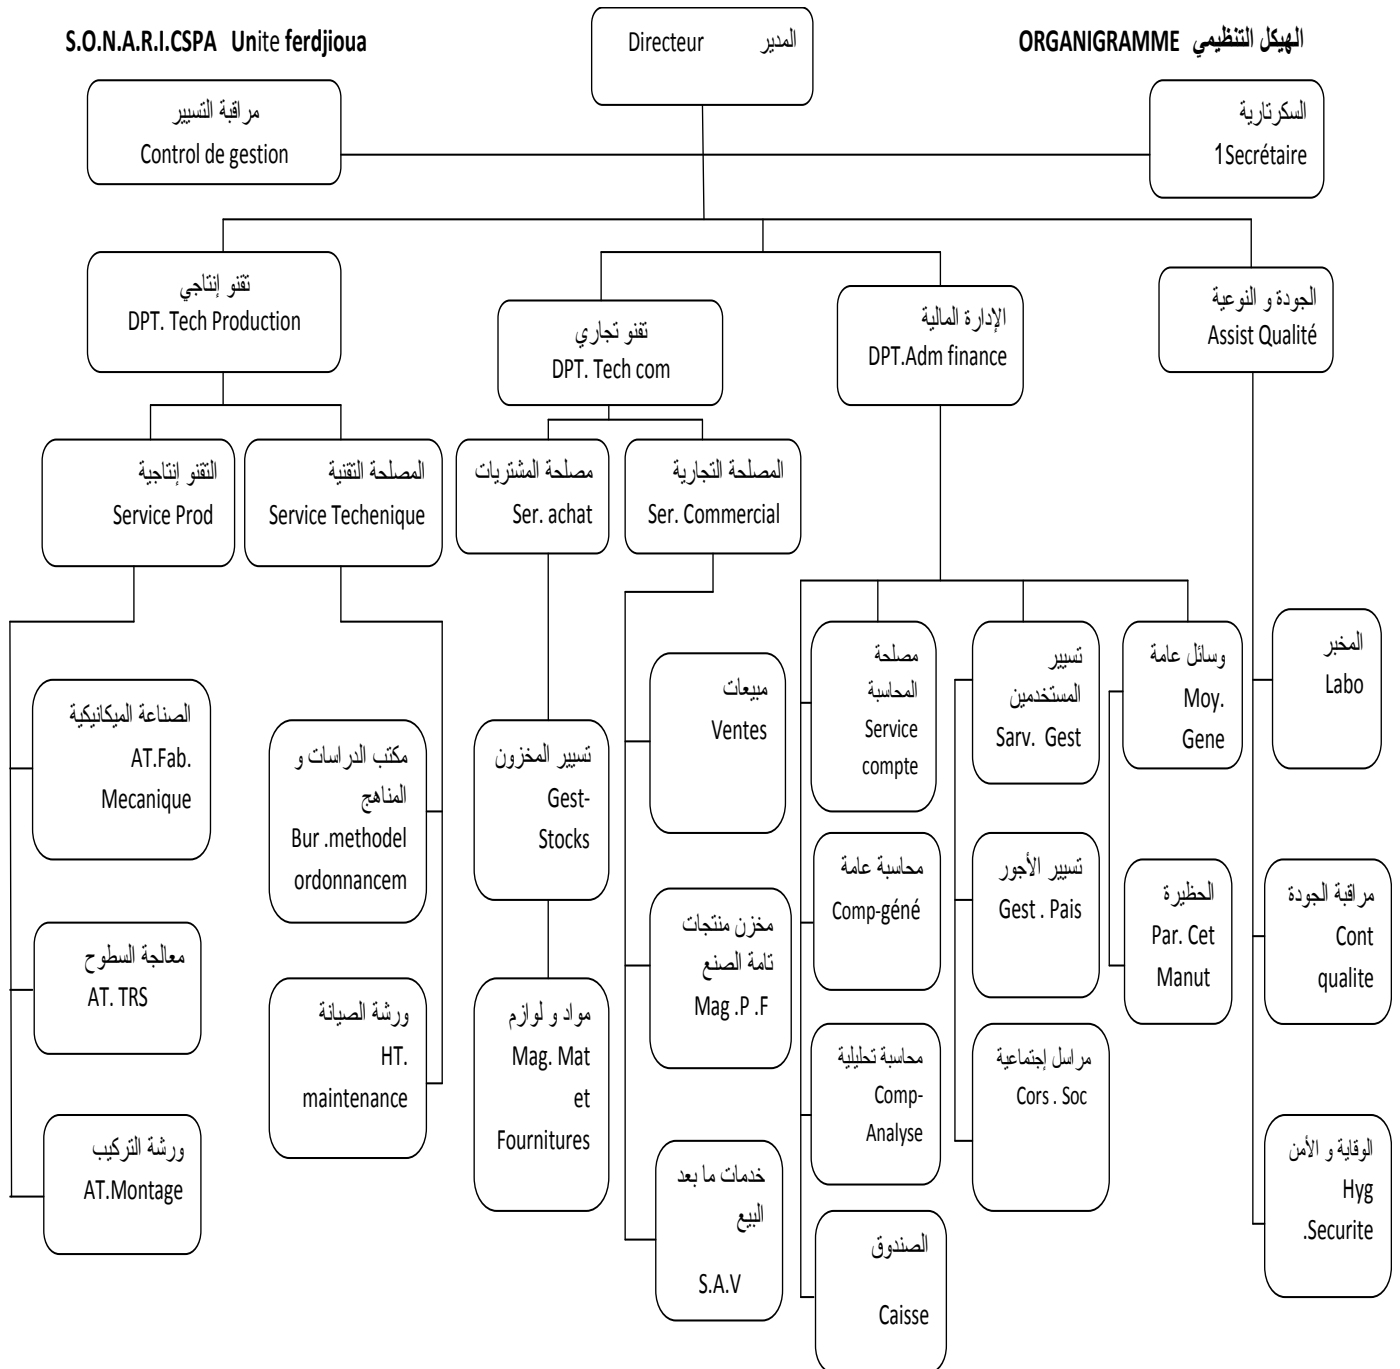 S.O.N.A.R.I.CSPA Unite ferdjioua
الهيكل التنظيمي ORGANIGRAMME
المدير Directeur
مراقبة التسيير
Control de gestion
السكرتارية
1Secrétaire
تقنو إنتاجي
DPT. Tech Production
تقنو تجاري
DPT. Tech com
الإدارة المالية
DPT.Adm finance
الجودة و النوعية
Assist Qualité
التقنو إنتاجية
Service Prod
المصلحة التقنية
Service Techenique
مصلحة المشتريات
Ser. achat
المصلحة التجارية
Ser. Commercial
الصناعة الميكانيكية
AT.Fab.
Mecanique
معالجة السطوح
AT. TRS
ورشة التركيب
AT.Montage
مكتب الدراسات و
المناهج
Bur .methodel
ordonnancem
ورشة الصيانة
HT.
maintenance
تسيير المخزون
Gest-
Stocks
مواد و لوازم
Mag. Mat
et
Fournitures
مبيعات
Ventes
مخزن منتجات
تامة الصنع
Mag .P .F
خدمات ما بعد
البيع
S.A.V
مصلحة
المحاسبة
Service
compte
محاسبة عامة
Comp-géné
محاسبة تحليلية
Comp-
Analyse
الصندوق
Caisse
تسيير
المستخدمين
Sarv. Gest
تسيير الأجور
Gest . Pais
مراسل إجتماعية
Cors . Soc
وسائل عامة
Moy.
Gene
الحظيرة
Par. Cet
Manut
المخبر
Labo
مراقبة الجودة
Cont
qualite
الوقاية و الأمن
Hyg
.Securite